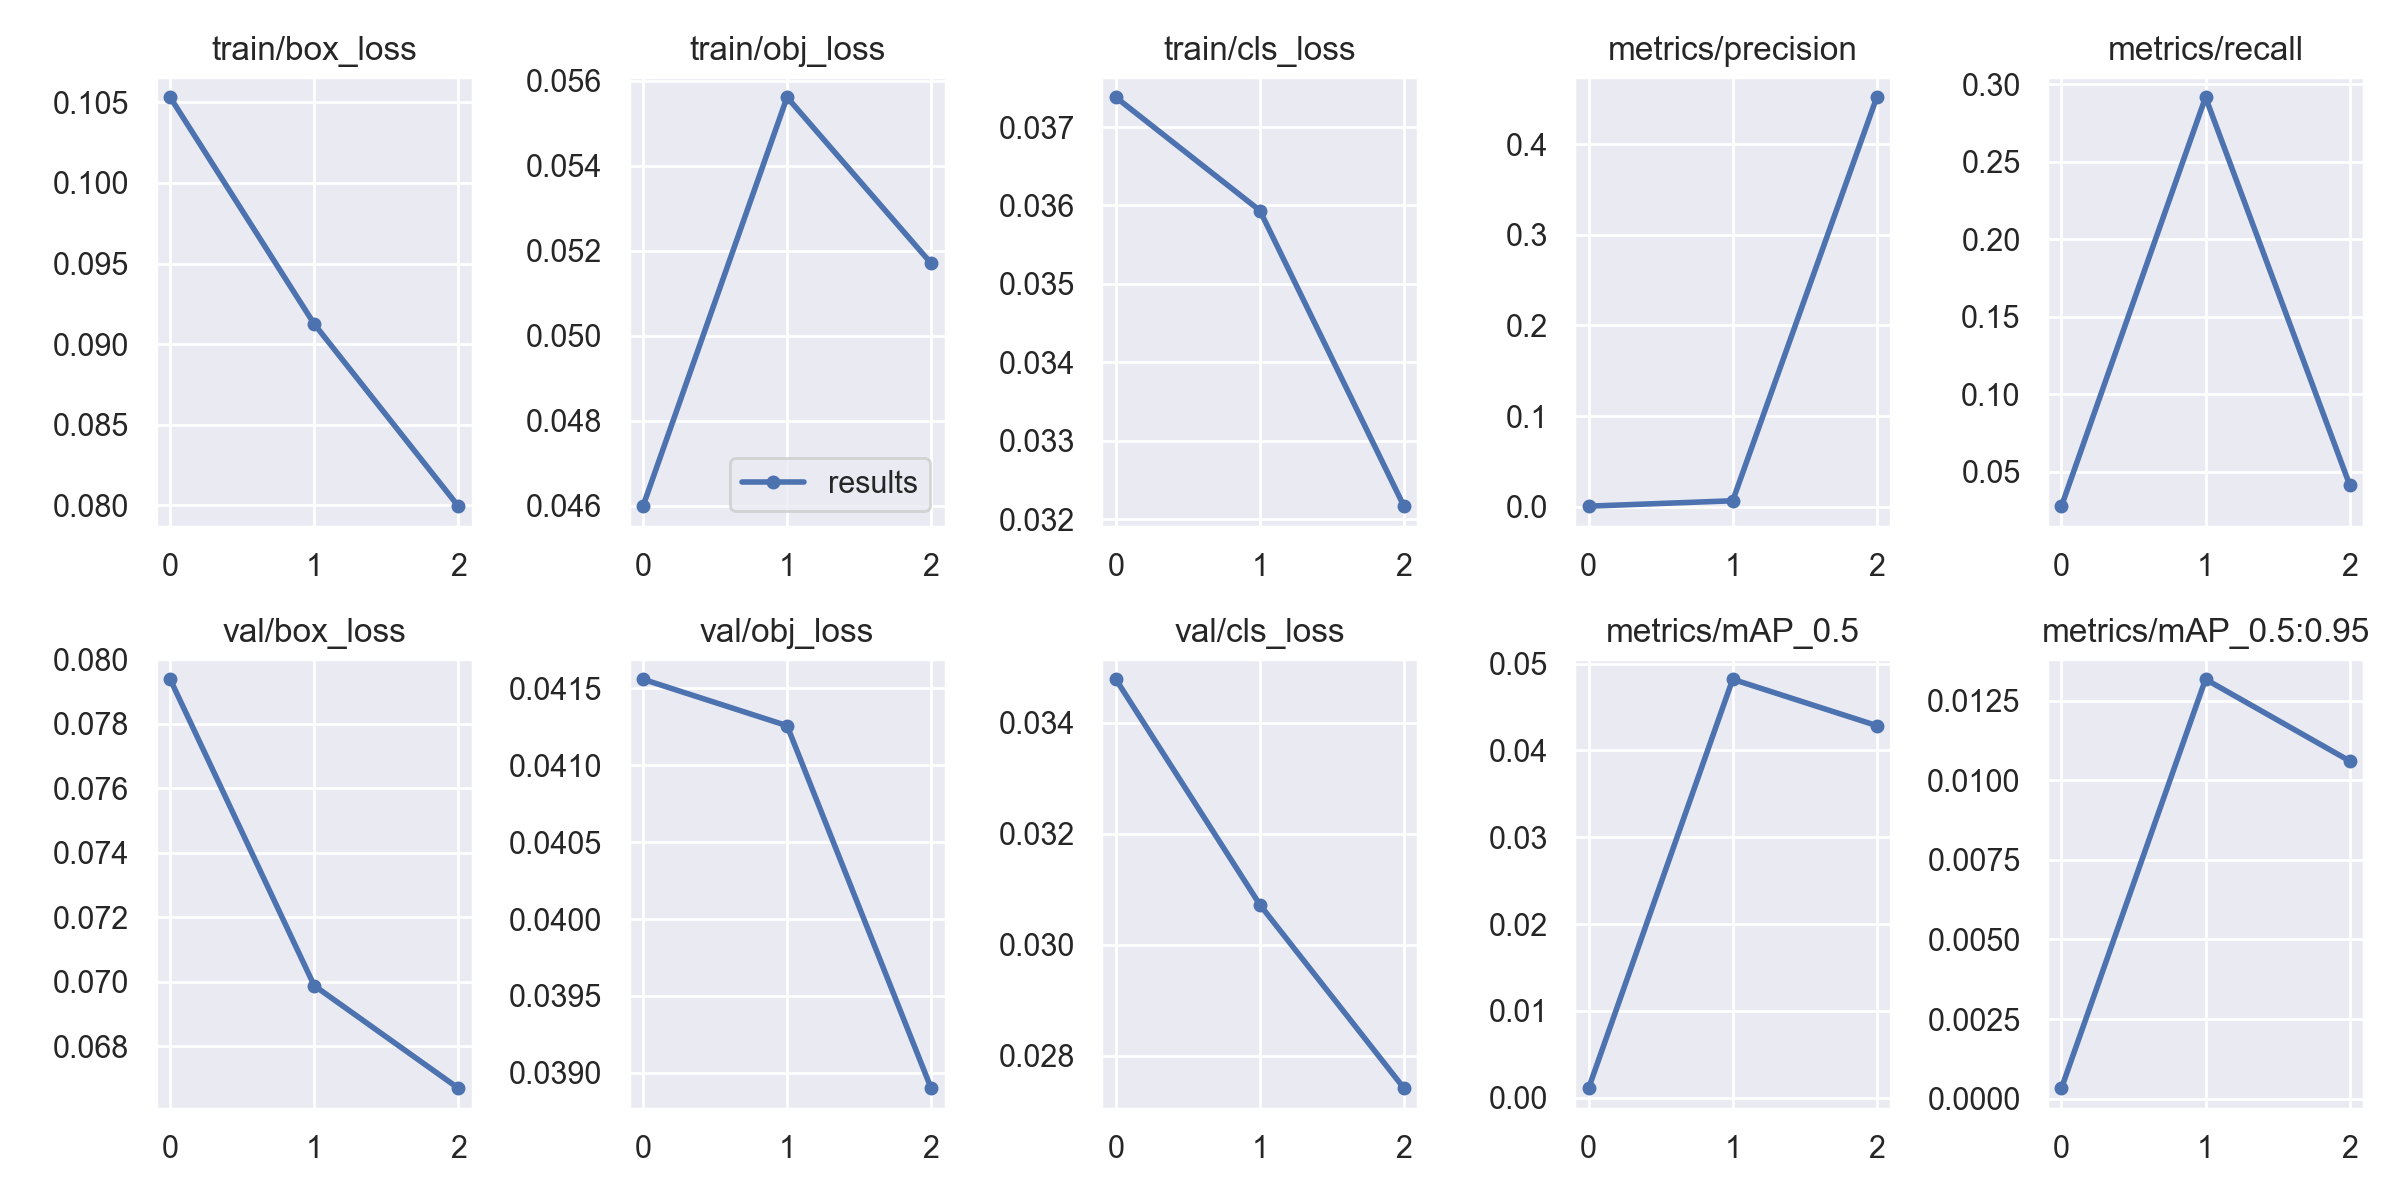 train/box_loss
0.105
0.100
0.095
0.090
0.085
0.080
0 1 2
train/obj_loss
0.056
0.054
0.052
0.050
0.048
0.046
results
0 1 2
train/cls_loss
0.037
0.036
0.035
0.034
0.033
0.032
0 1 2
metrics/precision
0.4
0.3
0.2
0.1
0.0
0 1 2
metrics/recall
0.30
0.25
0.20
0.15
0.10
0.05
0 1 2
val/box_loss
0.080
0.078
0.076
0.074
0.072
0.070
0.068
0 1 2
val/obj_loss
0.0415
0.0410
0.0405
0.0400
0.0395
0.0390
0 1 2
val/cls_loss
0.034
0.032
0.030
0.028
0 1 2
metrics/mAP_0.5
0.05
0.04
0.03
0.02
0.01
0.00
0 1 2
metrics/mAP_0.5:0.95
0.0125
0.0100
0.0075
0.0050
0.0025
0.0000
0 1 2